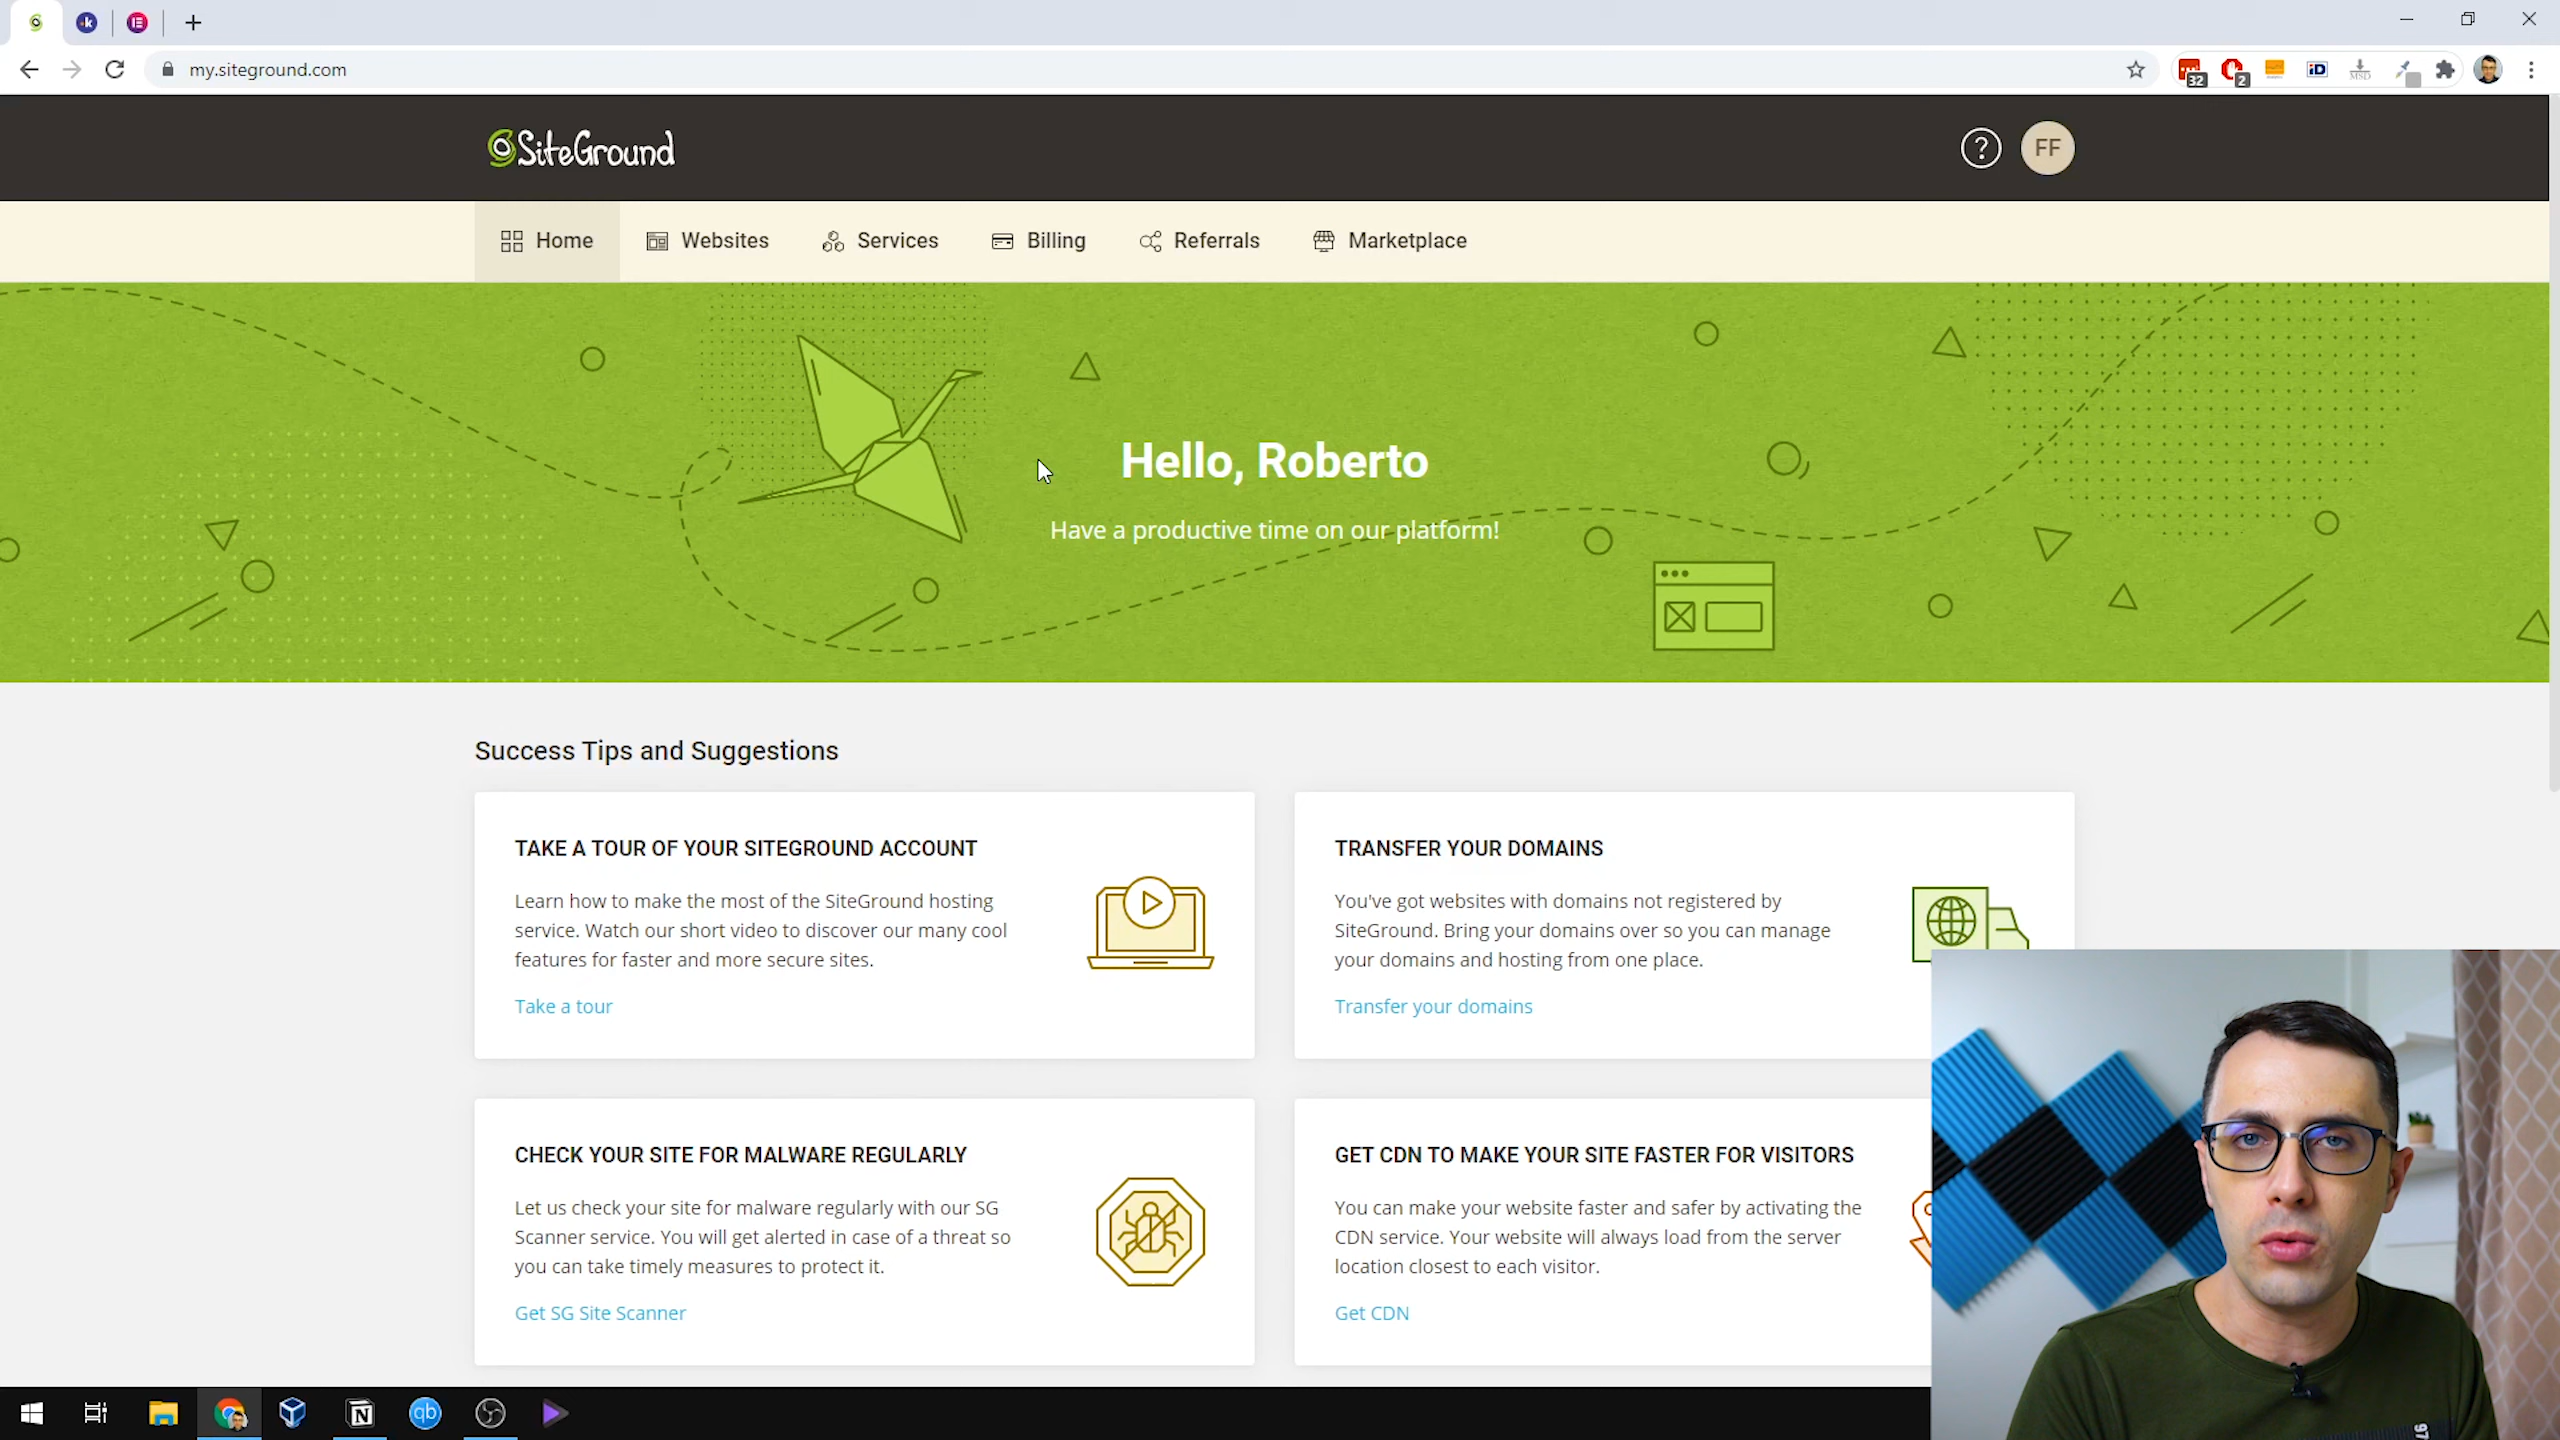 my.siteground.com
32
2
iD
MSD
SiteGround
?
FF
Home
Websites
Services
Billing
Referrals
Marketplace
Hello, Roberto
Have a productive time on our platform!
Success Tips and Suggestions
TAKE A TOUR OF YOUR SITEGROUND ACCOUNT
Learn how to make the most of the SiteGround hosting
service. Watch our short video to discover our many cool
features for faster and more secure sites.
Take a tour
TRANSFER YOUR DOMAINS
You've got websites with domains not registered by
SiteGround. Bring your domains over so you can manage
your domains and hosting from one place.
Transfer your domains
CHECK YOUR SITE FOR MALWARE REGULARLY
Let us check your site for malware regularly with our SG
Scanner service. You will get alerted in case of a threat so
you can take timely measures to protect it.
Get SG Site Scanner
GET CDN TO MAKE YOUR SITE FASTER FOR VISITORS
You can make your website faster and safer by activating the
CDN service. Your website will always load from the server
location closest to each visitor.
Get CDN
N
qb
97